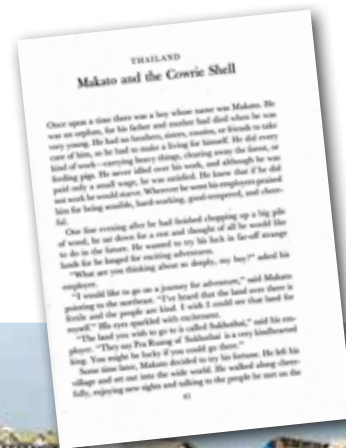 THAILAND
Makato and the Cowrie Shell
Once upon a time there was a boy whose name was Makato. He
was an orphan, for his father and mother had died when he was
very young. He had no brothers, sisters, cousins, or friends to take
care of him, so he had to make a living for himself. He did every
kind of work—carrying heavy things, clearing away the forest, or
feeding pigs. He never idled over his work, and although he was
paid only a small wage, he was satisfied. He knew that if he did
not work he would starve. Wherever he went his employers praised
him for being sensible, hard-working, good-tempered, and cheer-
ful.
One fine evening after he had finished chopping up a big pile
of wood, he sat down for a rest and thought of all he would like
to do in the future. He wanted to try his luck in far-off strange
lands for he longed for exciting adventures.
"What are you thinking about so deeply, my boy?" asked his
employer.
"I would like to go on a journey for adventure," said Makato
pointing to the northeast. "I've heard that the land over there is
fertile and the people are kind. I wish I could see that land for
myself." His eyes sparkled with excitement.
"The land you wish to go to is called Sukhothai," said his em-
ployer. "They say Pra Ruang of Sukhothai is a very kindhearted
king. You might be lucky if you could go there."
Some time later, Makato decided to try his fortune. He left his
village and set out into the wide world. He walked along cheer-
fully, enjoying new sights and talking to the people he met on the